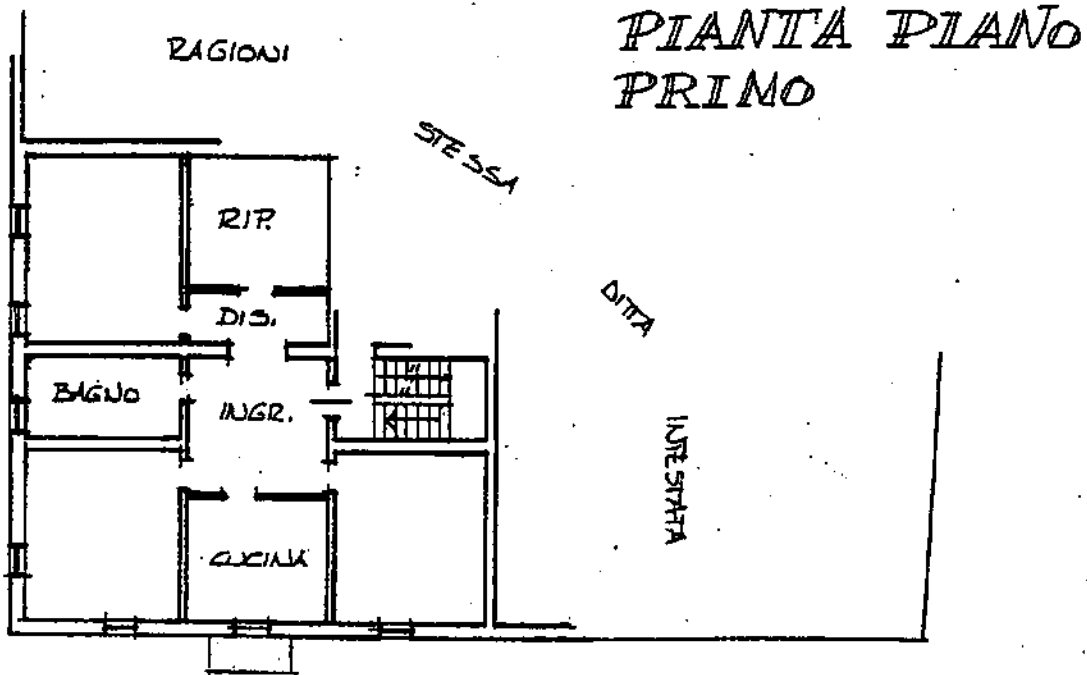 PIANTA PIANO
PRIMO
RAGIONI
STESSA
DITTA
INTESTATA
RIP.
DIS.
BAGNO
INGR.
CUCINA